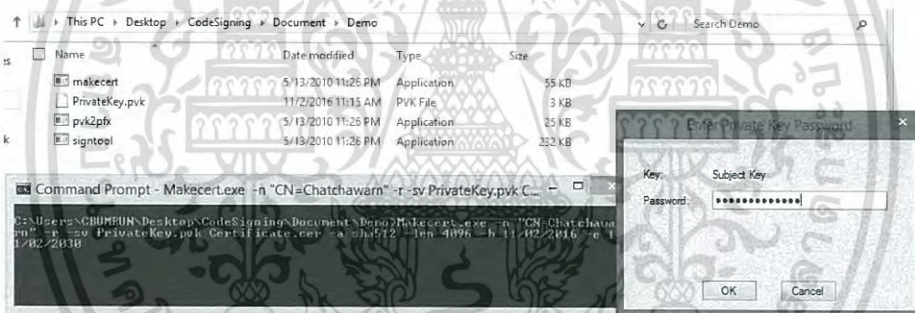 This PC ▸ Desktop ▸ CodeSigning ▸ Document ▸ Demo
Search Demo
Name Date modified Type Size
makecert 5/13/2010 11:26 PM Application 55 KB
PrivateKey.pvk 11/2/2016 11:15 AM PVK File 3 KB
pvk2pfx 5/13/2010 11:26 PM Application 25 KB
signtool 5/13/2010 11:26 PM Application 232 KB
Enter Private Key Password
Key: Subject Key
Password:
OK Cancel
Command Prompt - Makecert.exe -n "CN=Chatchawarn" -r -sv PrivateKey.pvk C...
C:\Users\CBUMRUN\Desktop\CodeSigning\Document\Demo>Makecert.exe -n "CN=Chatchawa
rn" -r -sv PrivateKey.pvk Certificate.cer -a sha512 -len 4096 -b 11/02/2016 -e 1
1/02/2030